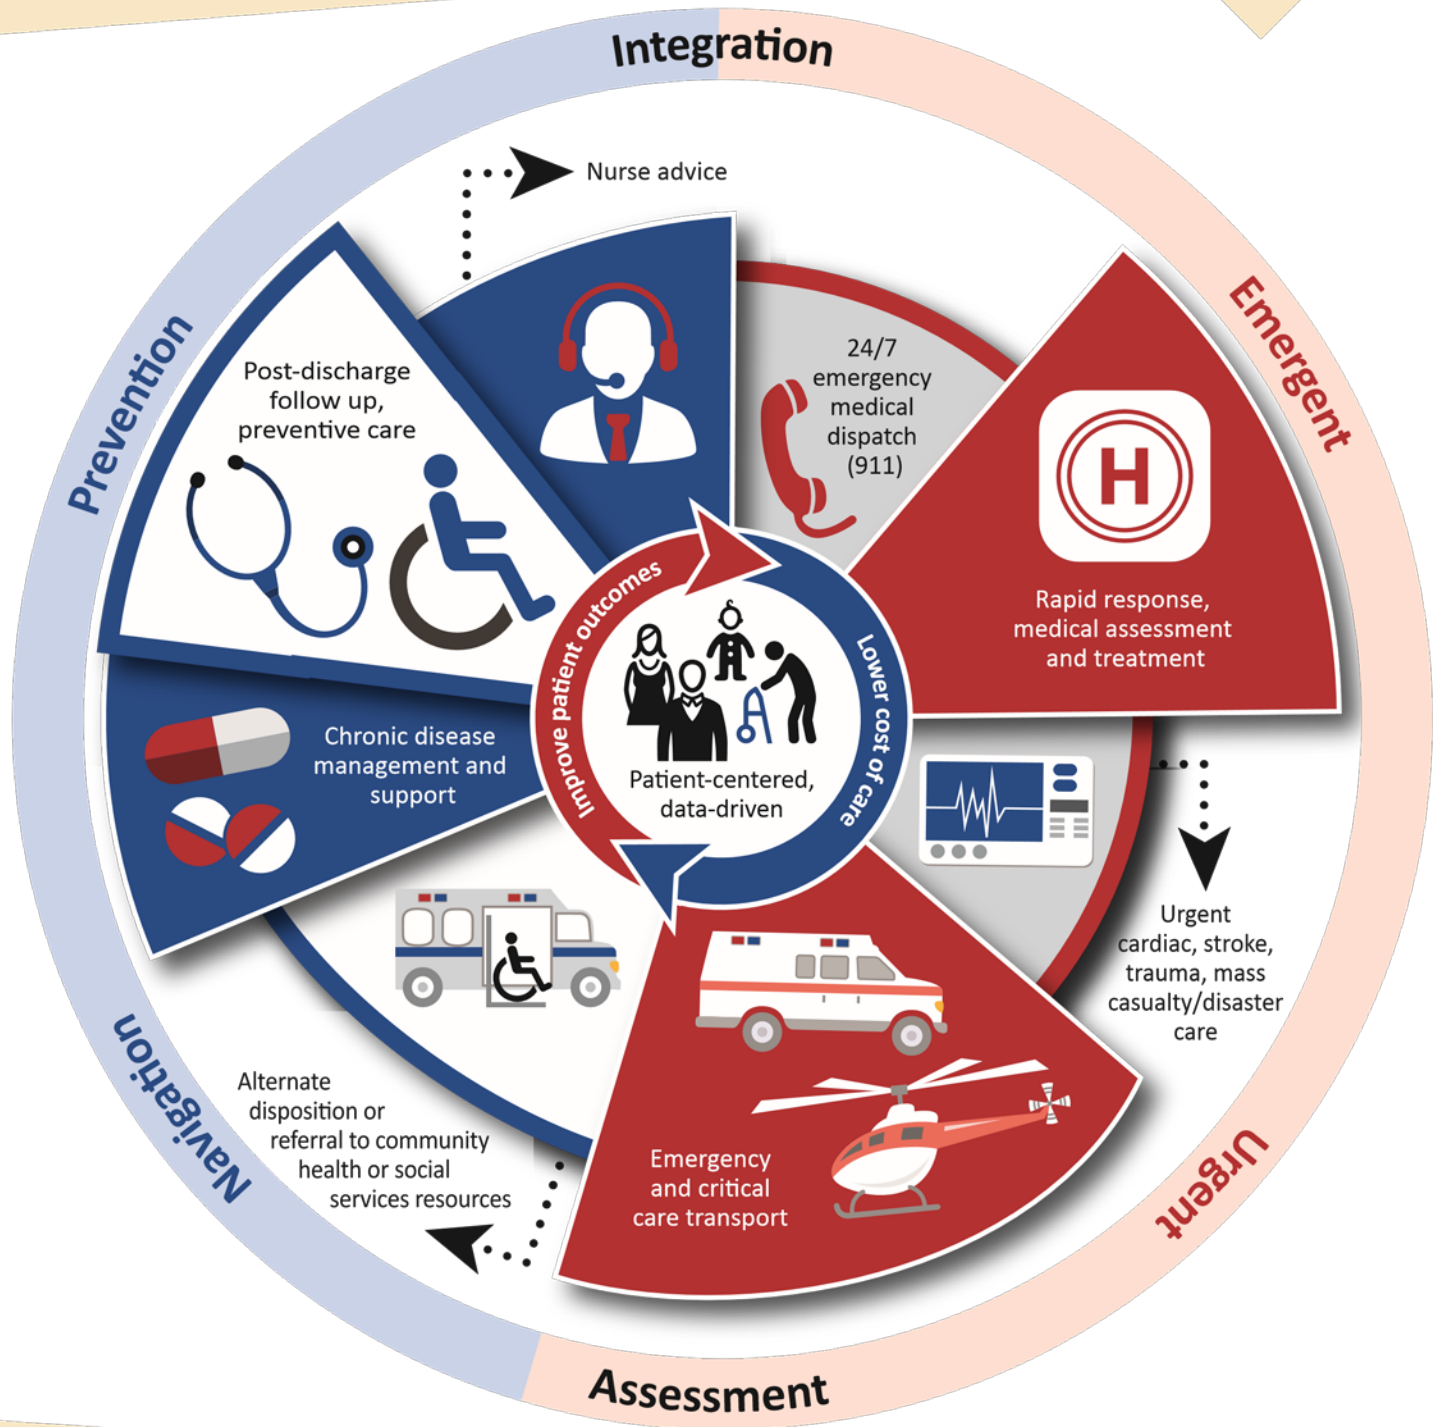 Integration
Nurse advice
24/7
emergency
medical
dispatch
(911)
Emergent
H
Rapid response,
medical assessment
and treatment
Urgent
cardiac, stroke,
trauma, mass
casualty/disaster
care
Urgent
Emergency
and critical
care transport
Assessment
Alternate
disposition or
referral to community
health or social
services resources
Navigation
Chronic disease
management and
support
Post-discharge
follow up,
preventive care
Prevention
Improve patient outcomes
Lower cost of care
Patient-centered,
data-driven